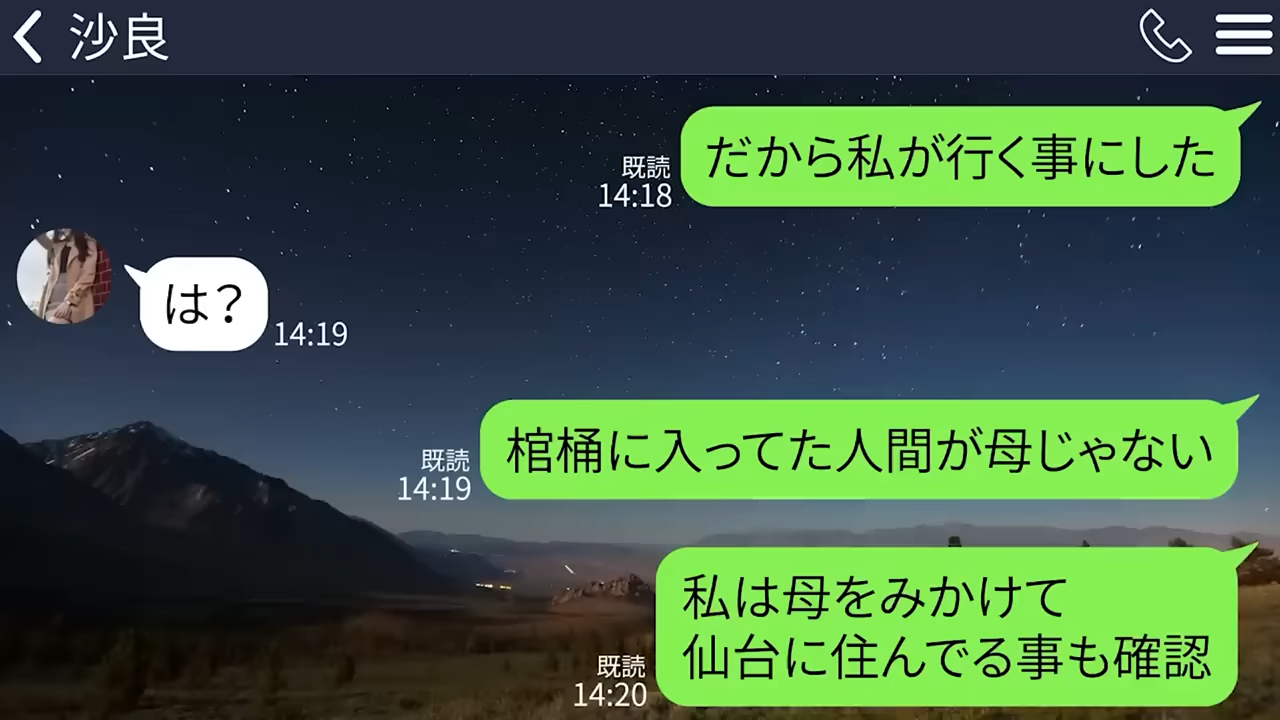 沙良
だから私が行く事にした
既読
14:18
は?
14:19
棺桶に入ってた人間が母じゃない
既読
14:19
私は母をみかけて
仙台に住んでる事も確認
既読
14:20